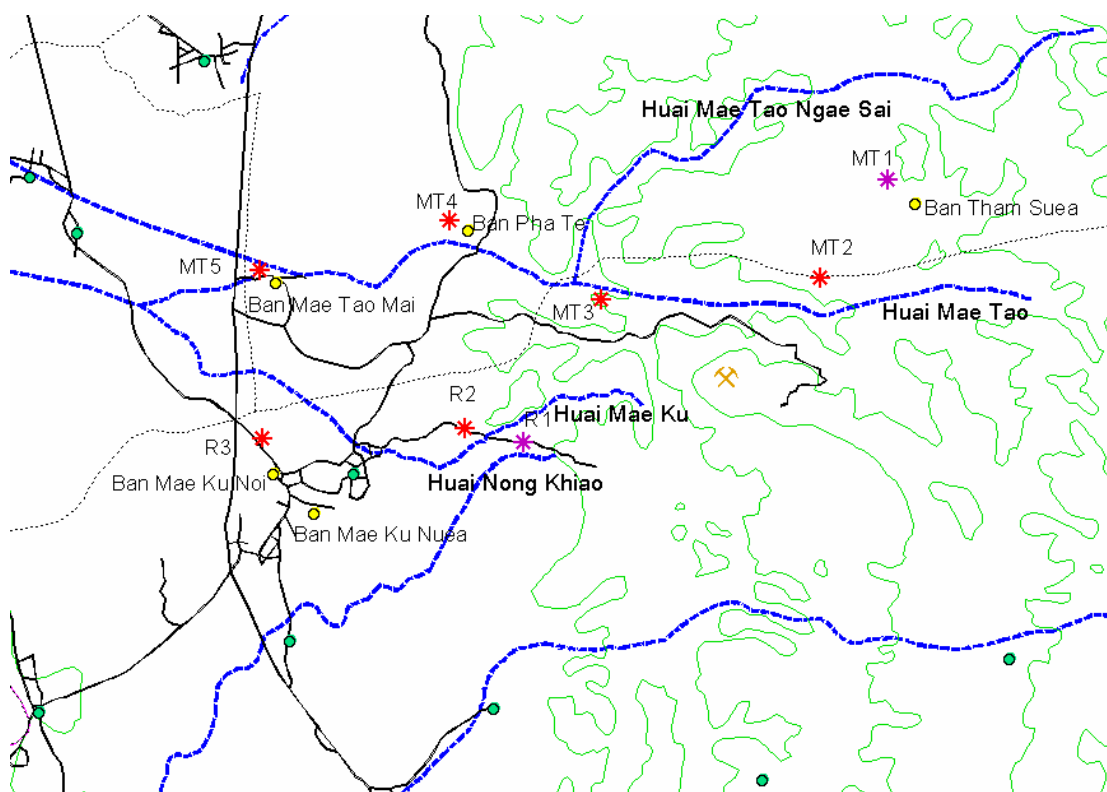 Huai Mae Tao Ngae Sai
MT1
MT4
Ban Pha Te
Ban Tham Suea
MT2
MT5
Ban Mae Tao Mai
MT3
Huai Mae Tao
R2
Huai Mae Ku
R1
R3
Ban Mae Ku Noi
Huai Nong Khiao
Ban Mae Ku Nuea